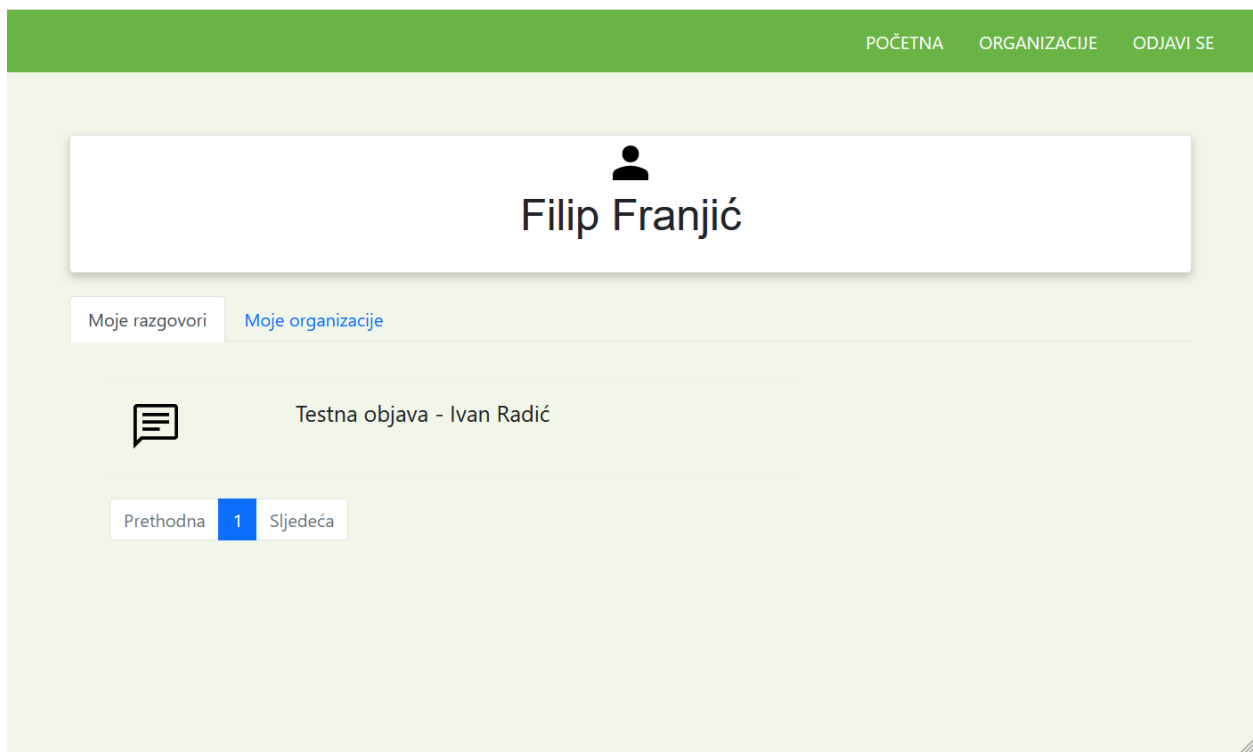 POČETNA ORGANIZACIJE ODJAVI SE
Filip Franjić
Moje razgovori Moje organizacije
Testna objava - Ivan Radić
Prethodna 1 Sljedeća